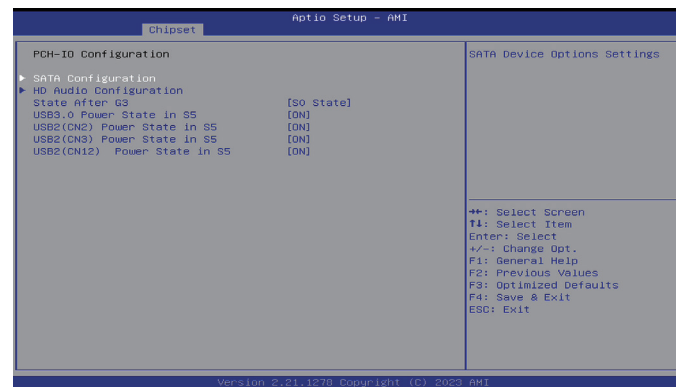 Aptio Setup – AMI
Chipset
PCH-IO Configuration
▶ SATA Configuration
▶ HD Audio Configuration
State After G3 [S0 State]
USB3.0 Power State in S5 [ON]
USB2(CN2) Power State in S5 [ON]
USB2(CN3) Power State in S5 [ON]
USB2(CN12)  Power State in S5 [ON]
SATA Device Options Settings
→←: Select Screen
↑↓: Select Item
Enter: Select
+/-: Change Opt.
F1: General Help
F2: Previous Values
F3: Optimized Defaults
F4: Save & Exit
ESC: Exit
Version 2.21.1278 Copyright (C) 2023 AMI